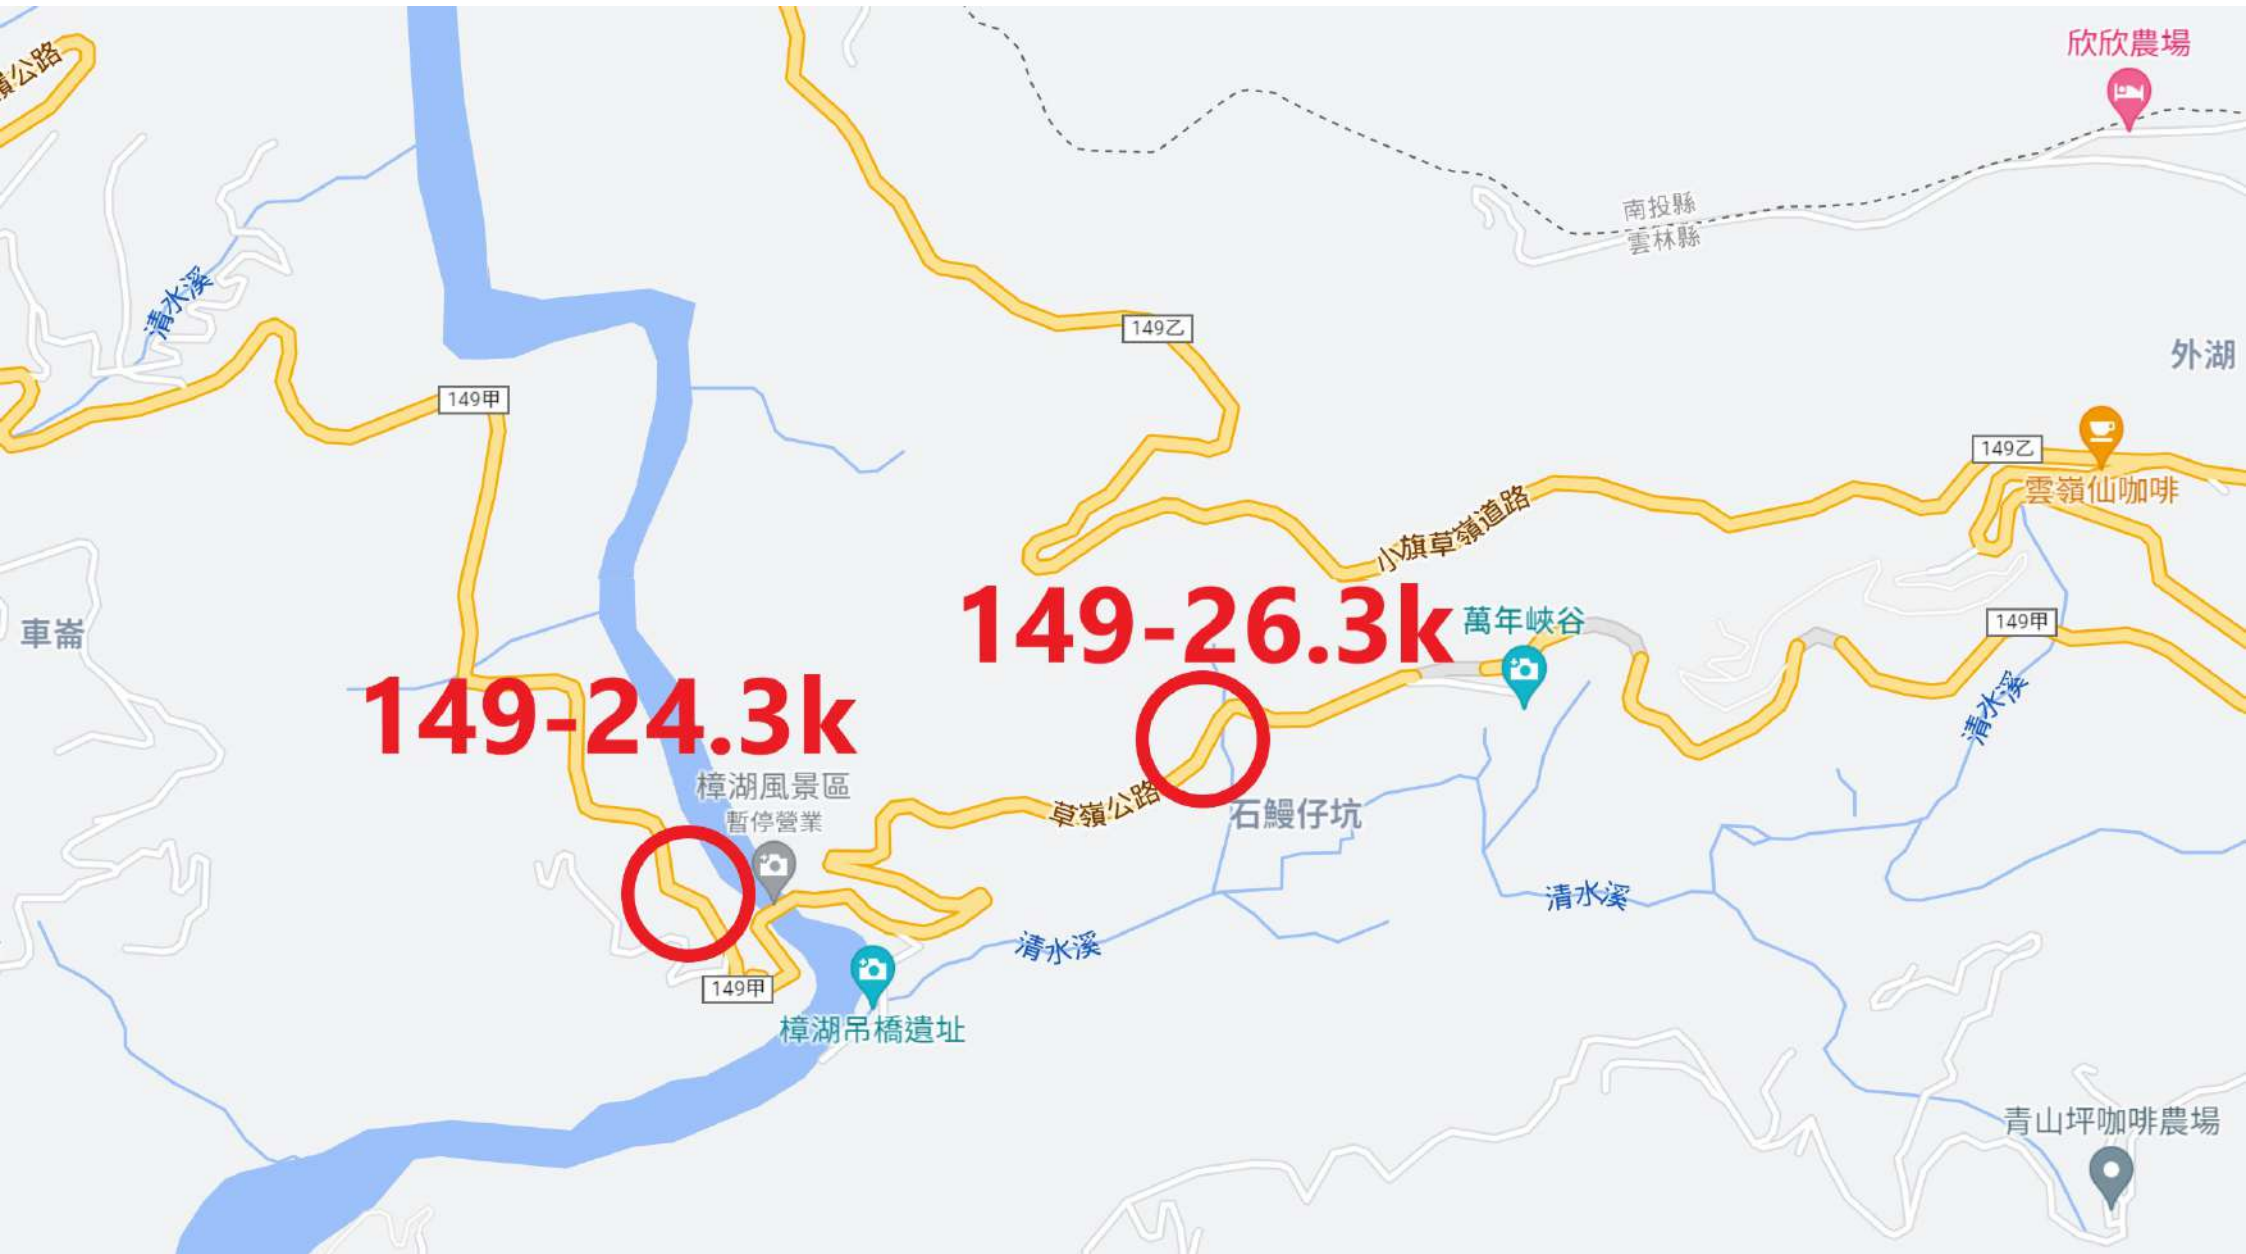 欣欣農場
嶺公路
南投縣
雲林縣
清水溪
149乙
外湖
149甲
149乙
雲嶺仙咖啡
小旗草嶺道路
149-26.3k
萬年峽谷
149甲
車崙
149-24.3k
清水溪
樟湖風景區
暫停營業
草嶺公路
石鰻仔坑
清水溪
清水溪
149甲
樟湖吊橋遺址
青山坪咖啡農場